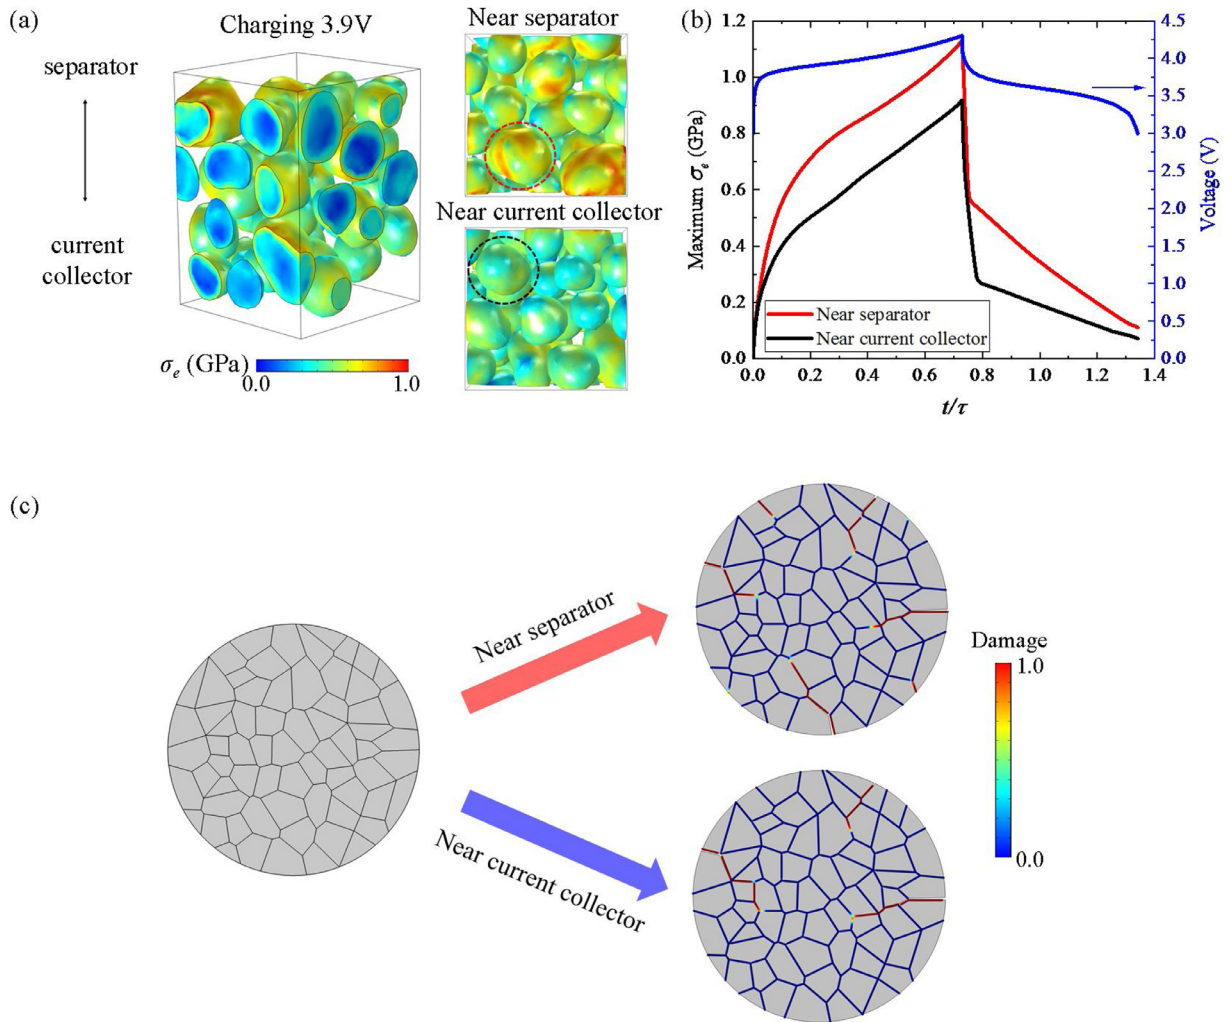 (a)
Charging 3.9V
separator
current
collector
σe (GPa)
0.0
1.0
Near separator
Near current collector
(b)
Maximum σe (GPa)
1.2
1.0
0.8
0.6
0.4
0.2
0.0
Near separator
Near current collector
0.0 0.2 0.4 0.6 0.8 1.0 1.2 1.4
t/τ
4.5
4.0
3.5
3.0
2.5
2.0
1.5
1.0
0.5
0.0
Voltage (V)
(c)
Near separator
Near current collector
Damage
1.0
0.0